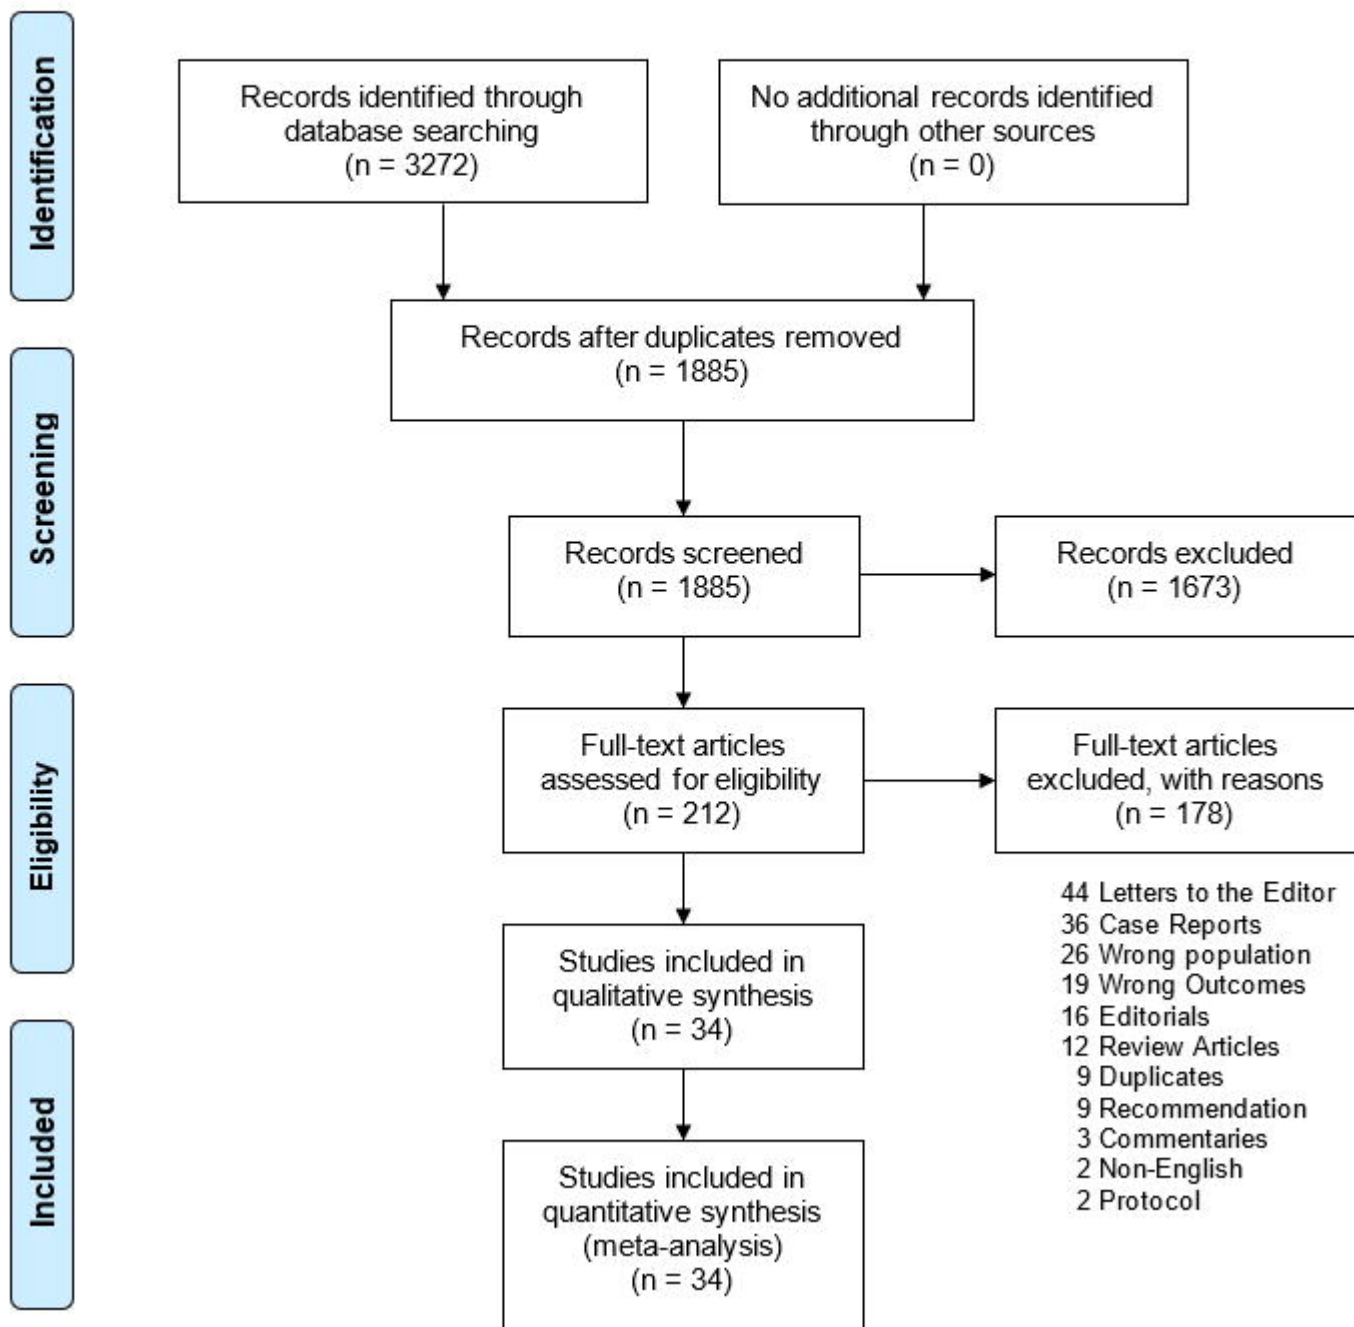 Identification
Records identified through
database searching
(n = 3272)
No additional records identified
through other sources
(n = 0)
Records after duplicates removed
(n = 1885)
Screening
Records screened
(n = 1885)
Records excluded
(n = 1673)
Eligibility
Full-text articles
assessed for eligibility
(n = 212)
Full-text articles
excluded, with reasons
(n = 178)
44 Letters to the Editor
36 Case Reports
26 Wrong population
19 Wrong Outcomes
16 Editorials
12 Review Articles
9 Duplicates
9 Recommendation
3 Commentaries
2 Non-English
2 Protocol
Studies included in
qualitative synthesis
(n = 34)
Included
Studies included in
quantitative synthesis
(meta-analysis)
(n = 34)